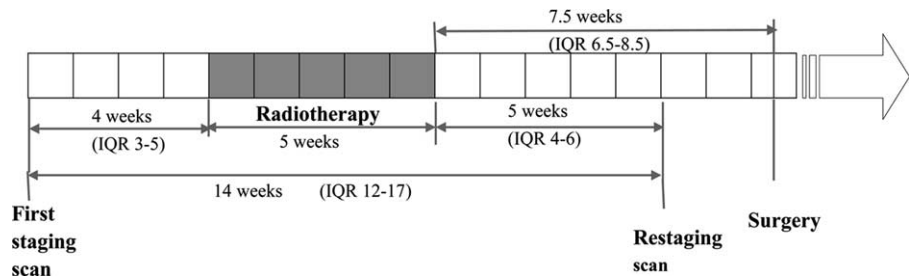 7.5 weeks
(IQR 6.5-8.5)
4 weeks
(IQR 3-5)
Radiotherapy
5 weeks
5 weeks
(IQR 4-6)
14 weeks (IQR 12-17)
First
staging
scan
Restaging
scan
Surgery